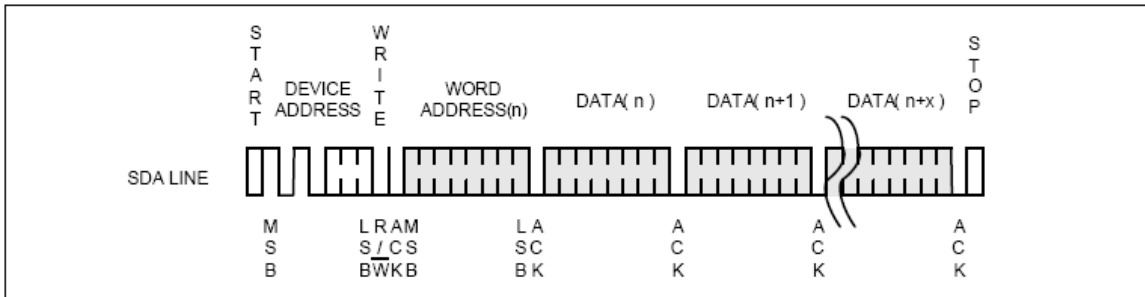 START
DEVICE
ADDRESS
WRITE
WORD
ADDRESS(n)
DATA( n )
DATA( n+1 )
DATA( n+x )
STOP
SDA LINE
MSB
LSB
R/W
ACK
MSB
LSB
ACK
ACK
ACK
ACK